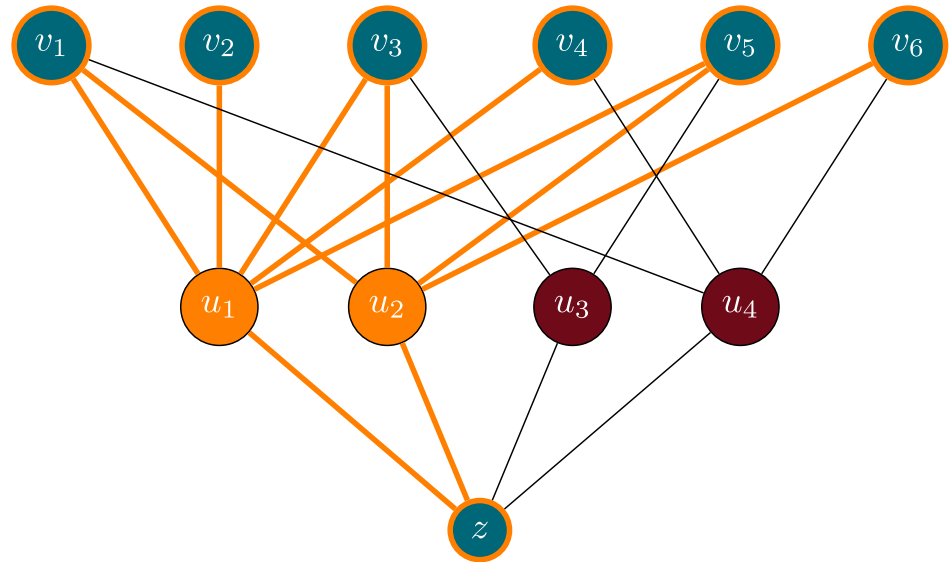 v₁ v₂ v₃ v₄ v₅ v₆
u₁ u₂ u₃ u₄
z